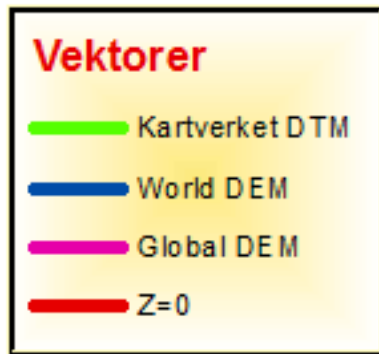 Vektorer
Kartverket DTM
World DEM
Global DEM
Z=0